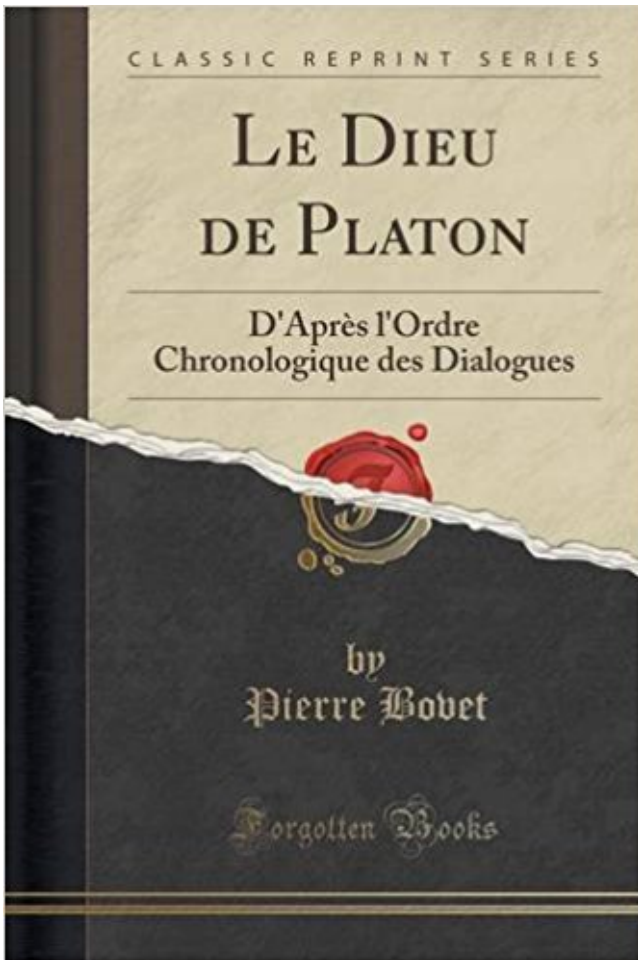 CLASSIC REPRINT SERIES
LE DIEU
DE PLATON
D'Après l'Ordre
Chronologique des Dialogues
by
Pierre Bovet
Forgotten Books